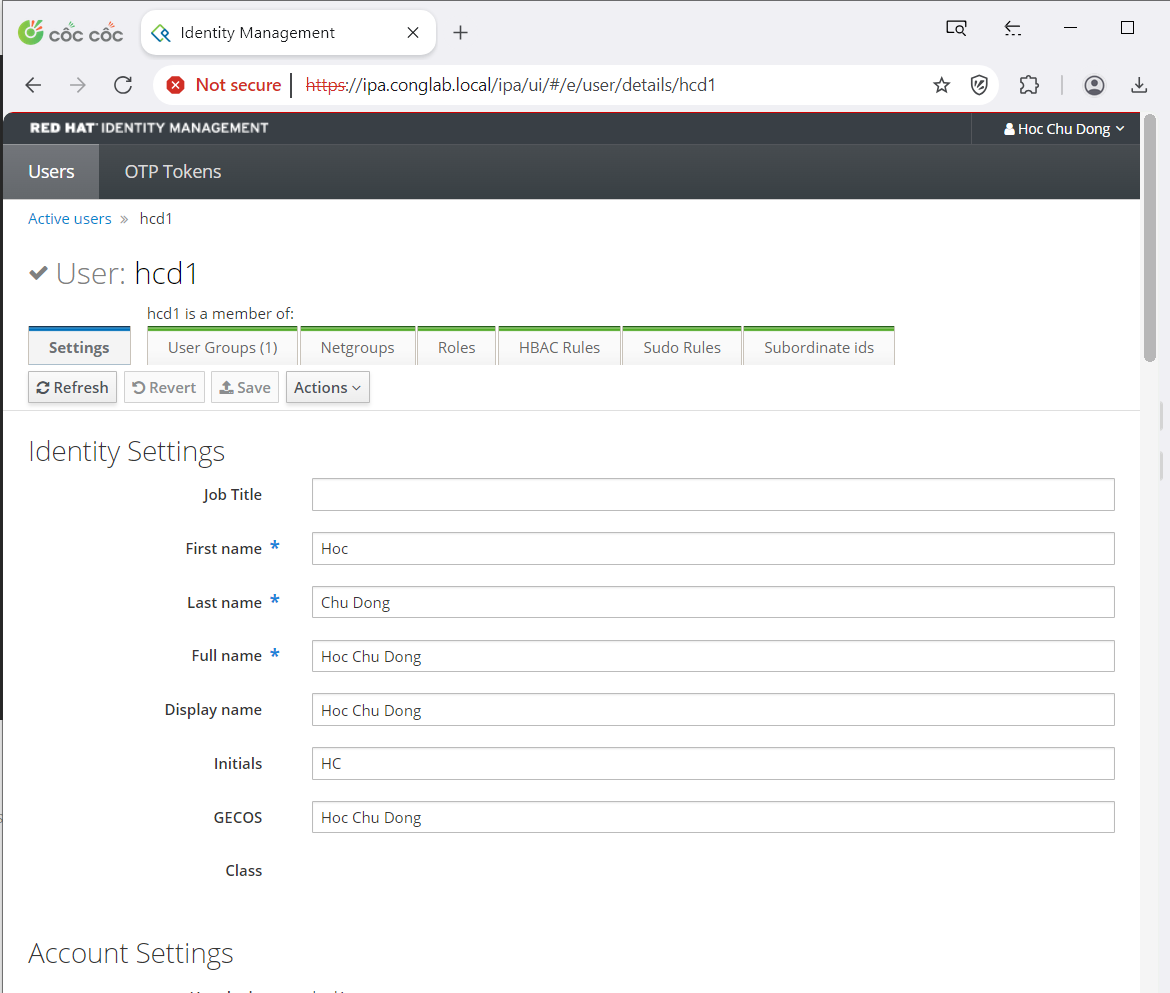 cốc cốc Identity Management
Not secure https://ipa.conglab.local/ipa/ui/#/e/user/details/hcd1
RED HAT IDENTITY MANAGEMENT Hoc Chu Dong
Users OTP Tokens
Active users » hcd1
User: hcd1
hcd1 is a member of:
Settings User Groups (1) Netgroups Roles HBAC Rules Sudo Rules Subordinate ids
Refresh Revert Save Actions
Identity Settings
Job Title
First name * Hoc
Last name * Chu Dong
Full name * Hoc Chu Dong
Display name Hoc Chu Dong
Initials HC
GECOS Hoc Chu Dong
Class
Account Settings